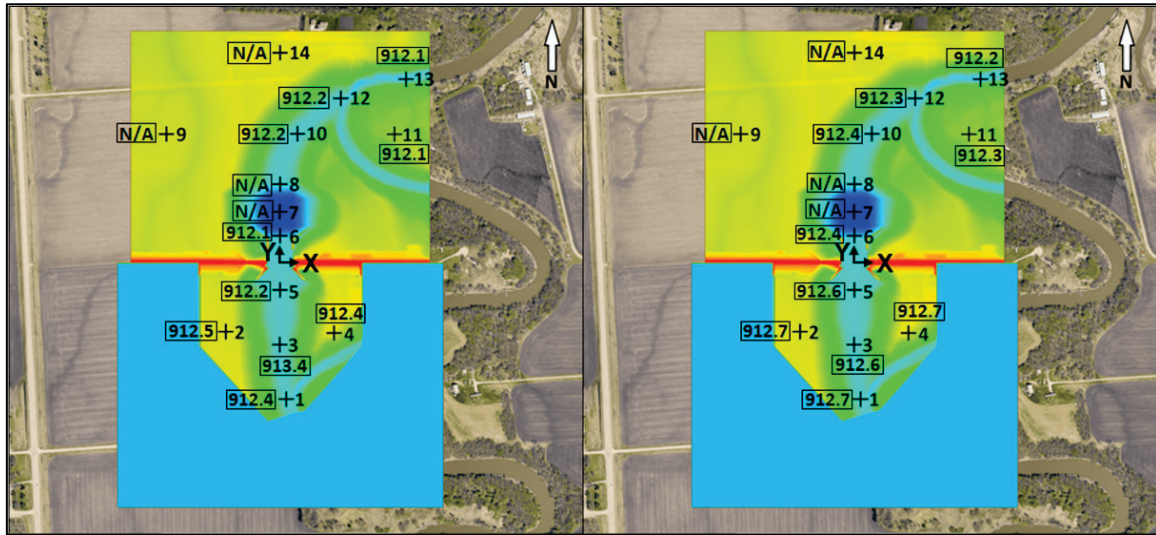 912.1
N/A +14
+13
N
912.2 +12
N/A +9
912.2 +10
+11
912.1
N/A +8
N/A +7
912.1 +6
Y
X
912.2 +5
912.4
912.5 +2
+4
+3
913.4
912.4 +1
912.2
N/A +14
+13
N
912.3 +12
N/A +9
912.4 +10
+11
912.3
N/A +8
N/A +7
912.4 +6
Y
X
912.6 +5
912.7
912.7 +2
+4
+3
912.6
912.7 +1